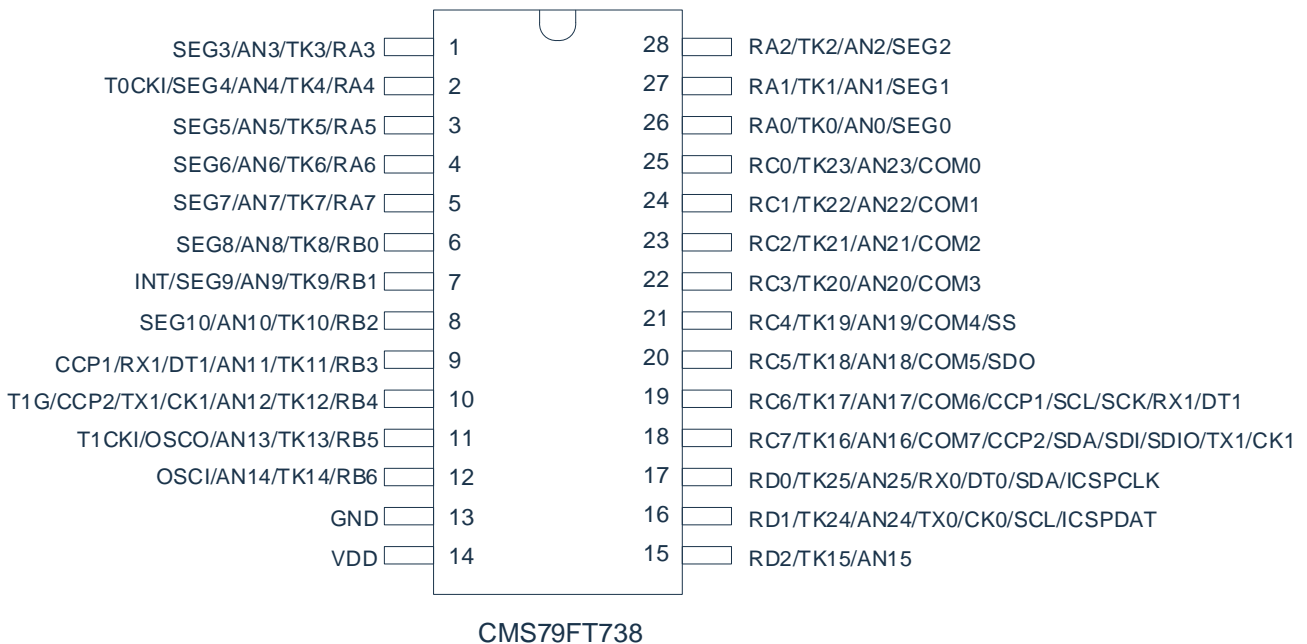 SEG3/AN3/TK3/RA3 1 28 RA2/TK2/AN2/SEG2
T0CKI/SEG4/AN4/TK4/RA4 2 27 RA1/TK1/AN1/SEG1
SEG5/AN5/TK5/RA5 3 26 RA0/TK0/AN0/SEG0
SEG6/AN6/TK6/RA6 4 25 RC0/TK23/AN23/COM0
SEG7/AN7/TK7/RA7 5 24 RC1/TK22/AN22/COM1
SEG8/AN8/TK8/RB0 6 23 RC2/TK21/AN21/COM2
INT/SEG9/AN9/TK9/RB1 7 22 RC3/TK20/AN20/COM3
SEG10/AN10/TK10/RB2 8 21 RC4/TK19/AN19/COM4/SS
CCP1/RX1/DT1/AN11/TK11/RB3 9 20 RC5/TK18/AN18/COM5/SDO
T1G/CCP2/TX1/CK1/AN12/TK12/RB4 10 19 RC6/TK17/AN17/COM6/CCP1/SCL/SCK/RX1/DT1
T1CKI/OSCO/AN13/TK13/RB5 11 18 RC7/TK16/AN16/COM7/CCP2/SDA/SDI/SDIO/TX1/CK1
OSCI/AN14/TK14/RB6 12 17 RD0/TK25/AN25/RX0/DT0/SDA/ICSPCLK
GND 13 16 RD1/TK24/AN24/TX0/CK0/SCL/ICSPDAT
VDD 14 15 RD2/TK15/AN15
CMS79FT738